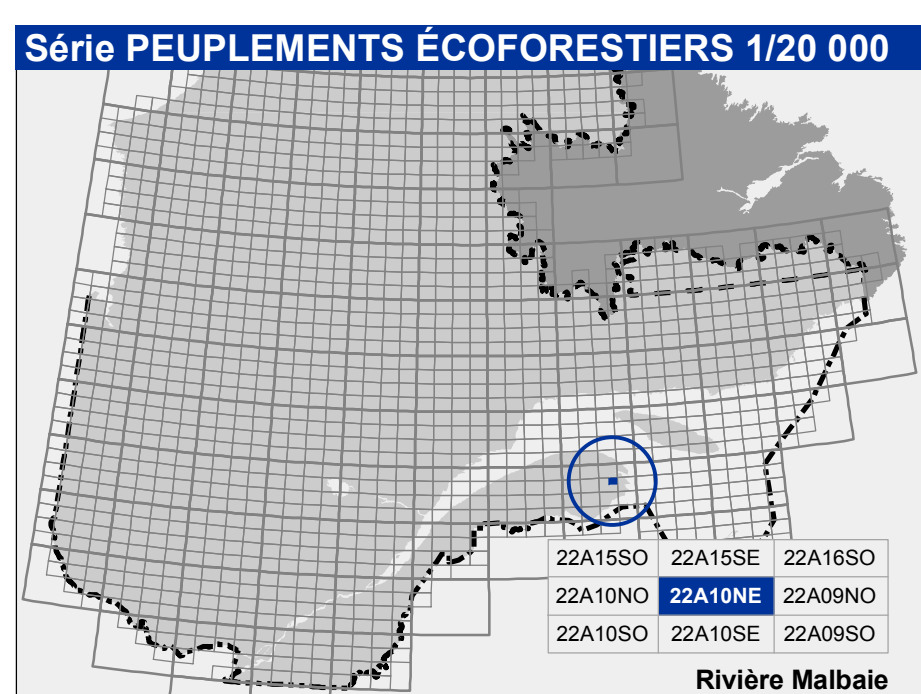 Série PEUPLEMENTS ÉCOFORESTIERS 1/20 000
22A15SO 22A15SE 22A16SO
22A10NO 22A10NE 22A09NO
22A10SO 22A10SE 22A09SO
Rivière Malbaie